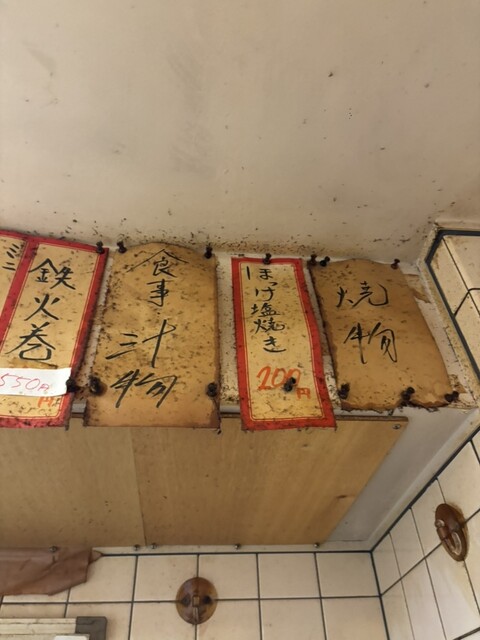 焼物
ほっけ塩焼き
200円
食事・汁物
鉄火巻
550円
円